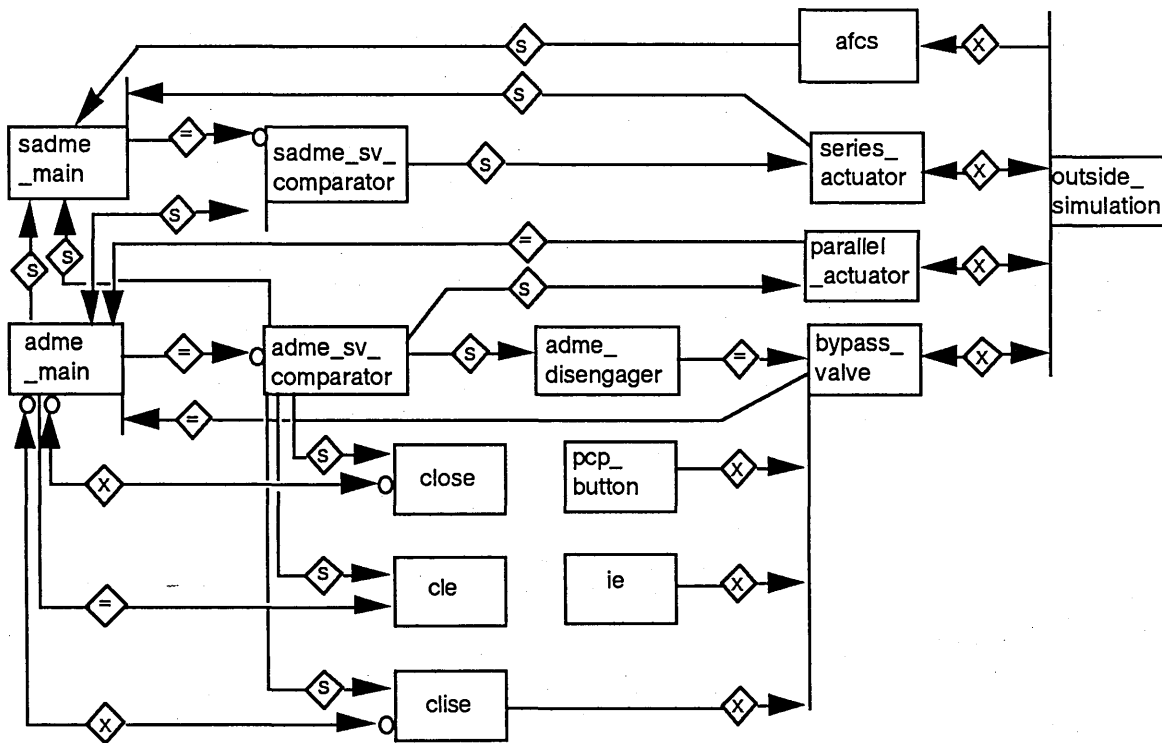 s
afcs
x
s
sadme
_main
=
sadme_sv_
comparator
s
series_
actuator
x
outside_
simulation
s
s
s
=
parallel
_actuator
x
s
adme
_main
=
adme_sv_
comparator
s
adme_
disengager
=
bypass_
valve
x
=
s
close
x
pcp_
button
x
s
cle
=
ie
x
s
clise
x
x